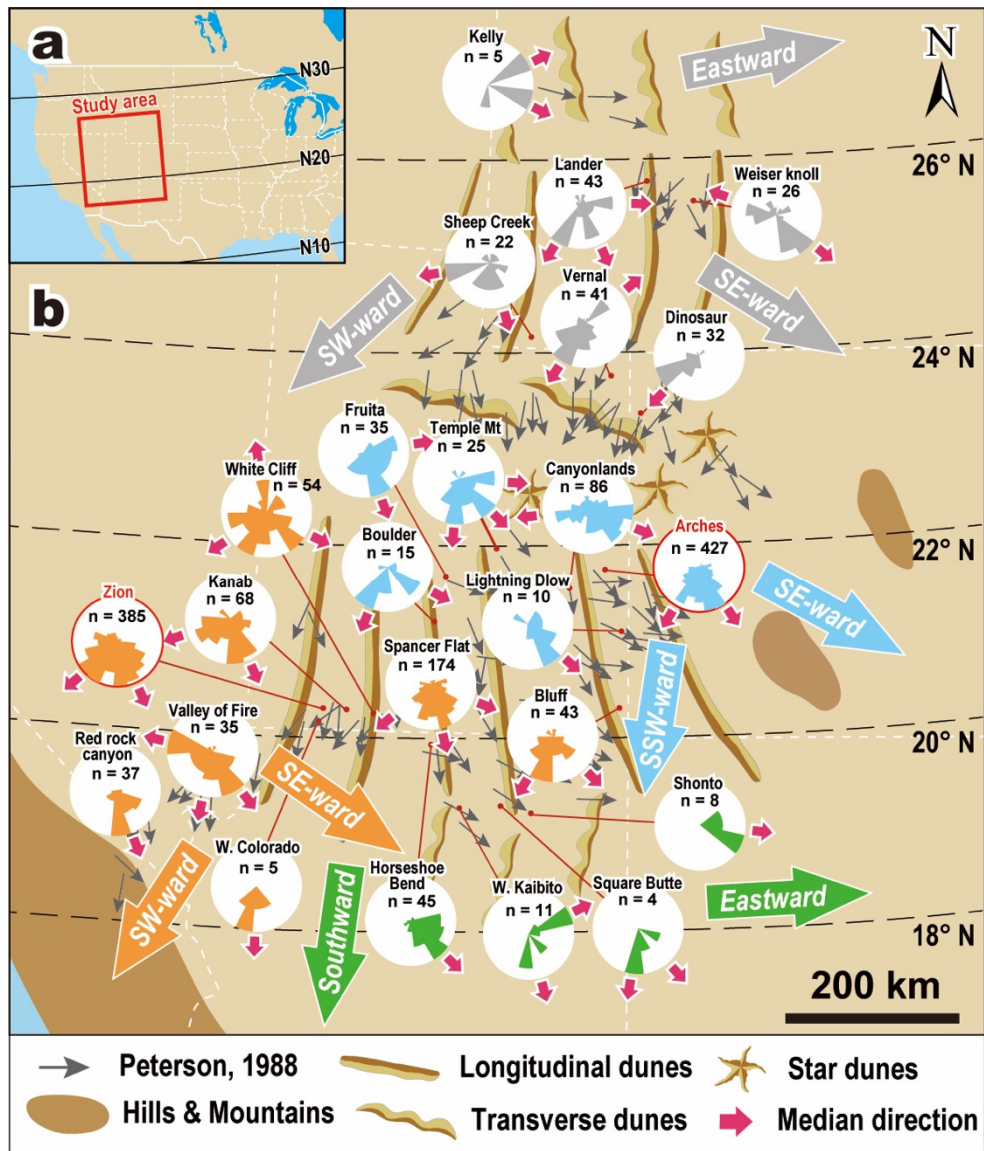 a
N30
Study area
N20
N10
Kelly
n = 5
Eastward
N
26° N
Lander
n = 43
Weiser knoll
n = 26
Sheep Creek
n = 22
Vernal
n = 41
SW-ward
SE-ward
b
Dinosaur
n = 32
24° N
Fruita
n = 35
Temple Mt
n = 25
White Cliff
n = 54
Canyonlands
n = 86
Arches
n = 427
22° N
Boulder
n = 15
Lightning Dlow
n = 10
SE-ward
Zion
n = 385
Kanab
n = 68
Spancer Flat
n = 174
Bluff
n = 43
SSW-ward
Valley of Fire
n = 35
20° N
Red rock
canyon
n = 37
SE-ward
Shonto
n = 8
W. Colorado
n = 5
SW-ward
Horseshoe
Bend
n = 45
W. Kaibito
n = 11
Square Butte
n = 4
Eastward
Southward
18° N
200 km
Peterson, 1988
Longitudinal dunes
Star dunes
Hills & Mountains
Transverse dunes
Median direction